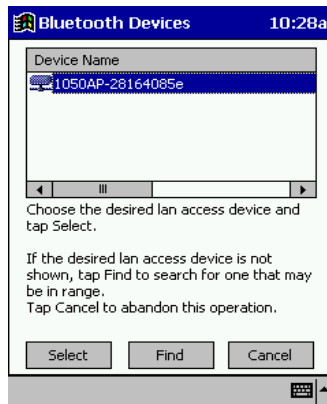 Bluetooth Devices 10:28a
Device Name
1050AP-28164085e
Choose the desired lan access device and
tap Select.
If the desired lan access device is not
shown, tap Find to search for one that may
be in range.
Tap Cancel to abandon this operation.
Select Find Cancel